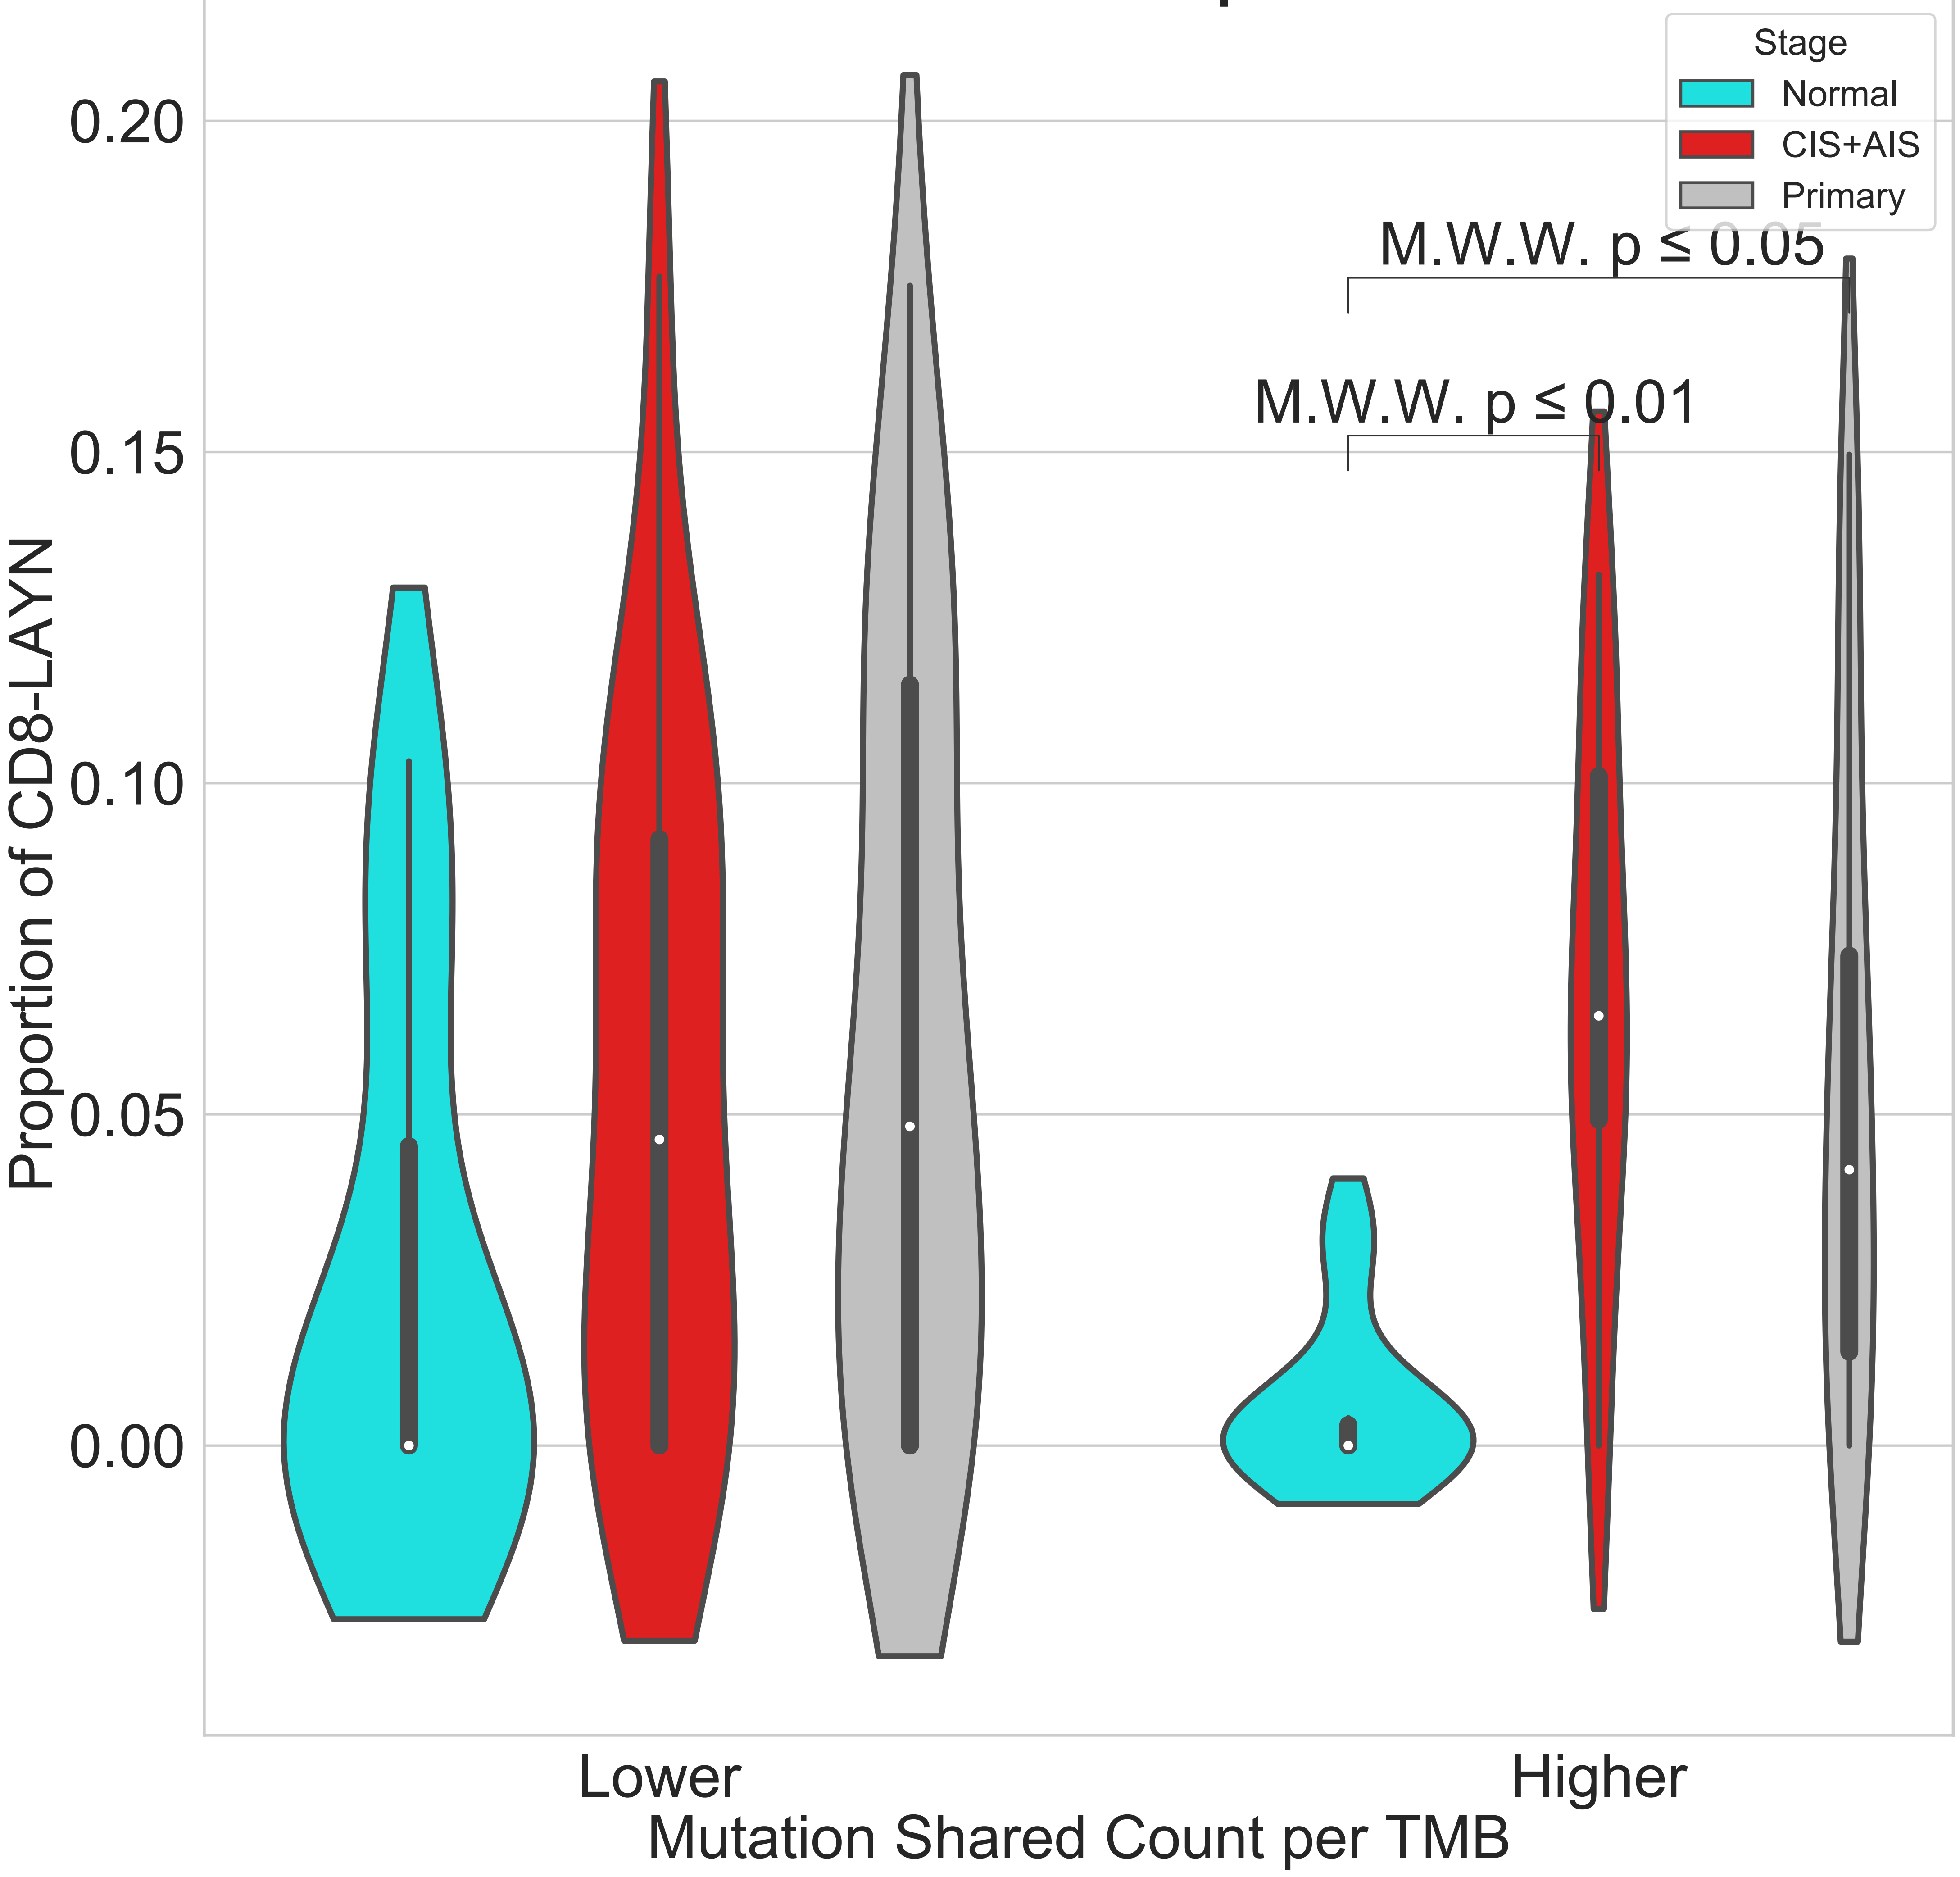 Stage
Normal
CIS+AIS
Primary
M.W.W. p ≤ 0.05
M.W.W. p ≤ 0.01
0.20
0.15
0.10
0.05
0.00
Proportion of CD8-LAYN
Lower
Higher
Mutation Shared Count per TMB